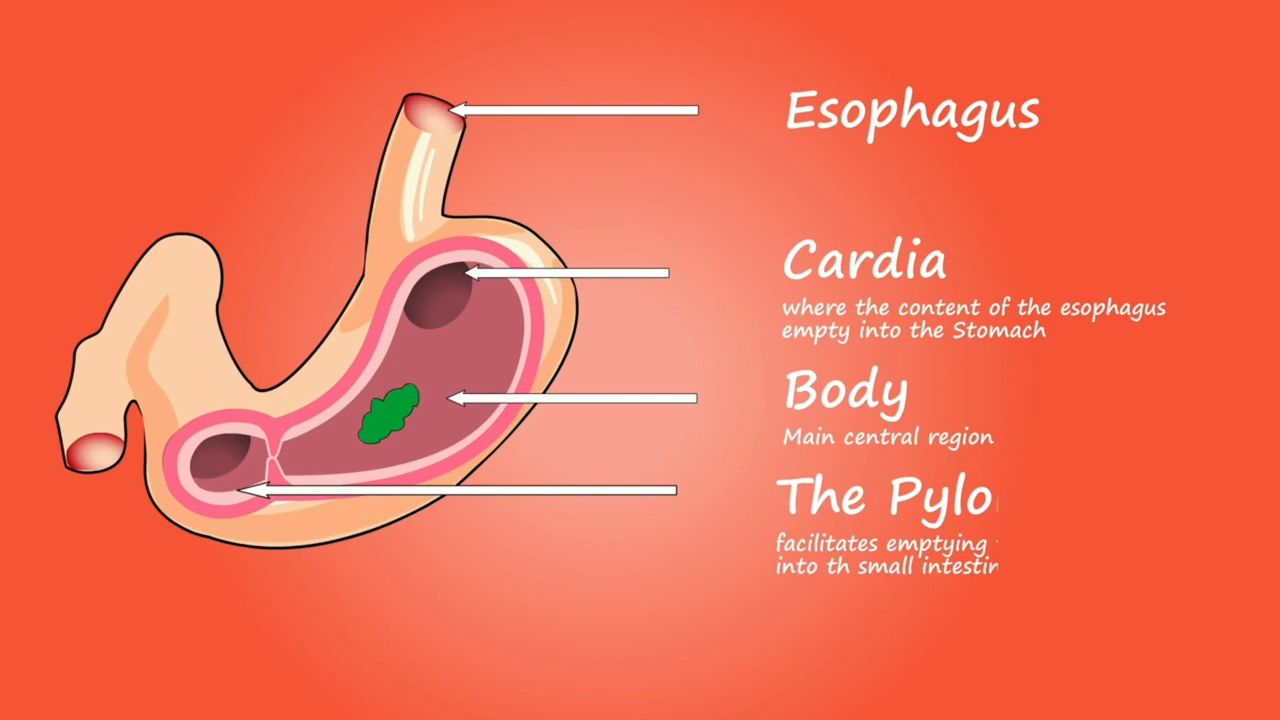 Esophagus
Cardia
where the content of the esophagus
empty into the Stomach
Body
Main central region
The Pylo
facilitates emptying
into th small intestin